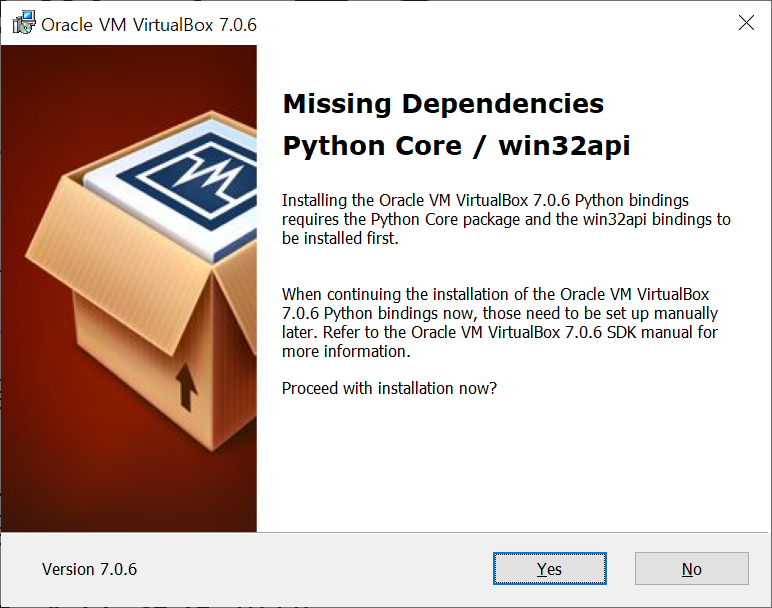 Oracle VM VirtualBox 7.0.6
Missing Dependencies
Python Core / win32api
Installing the Oracle VM VirtualBox 7.0.6 Python bindings
requires the Python Core package and the win32api bindings to
be installed first.
When continuing the installation of the Oracle VM VirtualBox
7.0.6 Python bindings now, those need to be set up manually
later. Refer to the Oracle VM VirtualBox 7.0.6 SDK manual for
more information.
Proceed with installation now?
Version 7.0.6
Yes
No